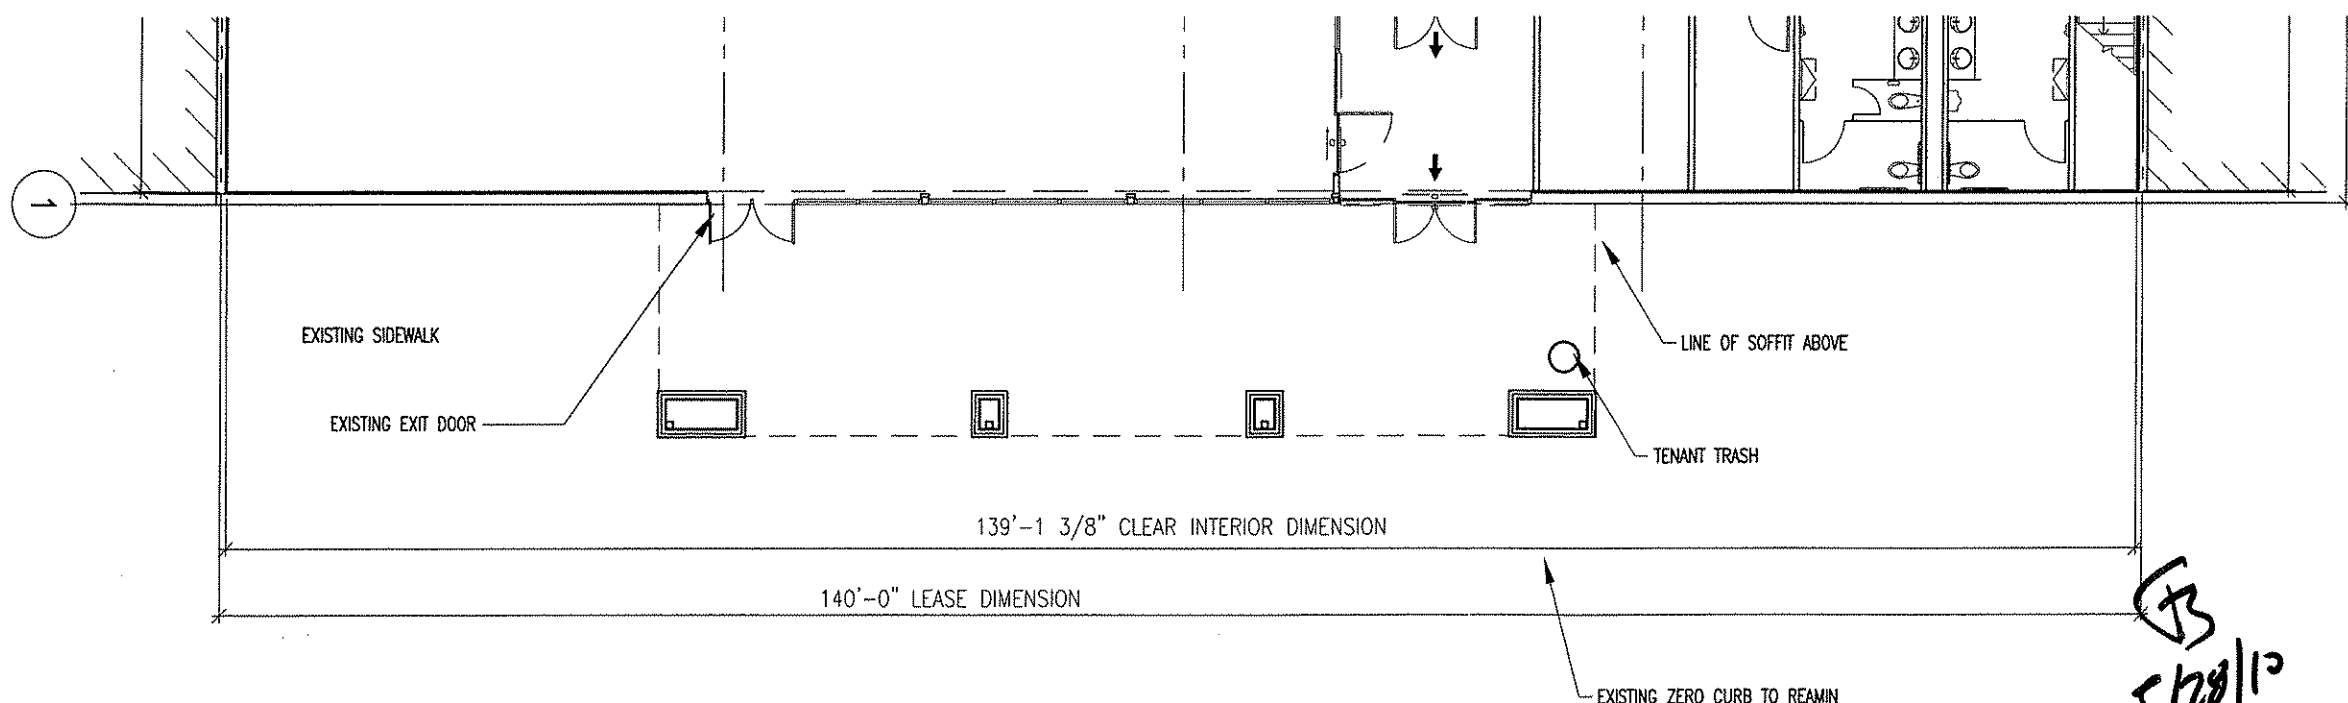 1
EXISTING SIDEWALK
LINE OF SOFFIT ABOVE
EXISTING EXIT DOOR
TENANT TRASH
139'-1 3/8" CLEAR INTERIOR DIMENSION
140'-0" LEASE DIMENSION
EXISTING ZERO CURB TO REAMIN